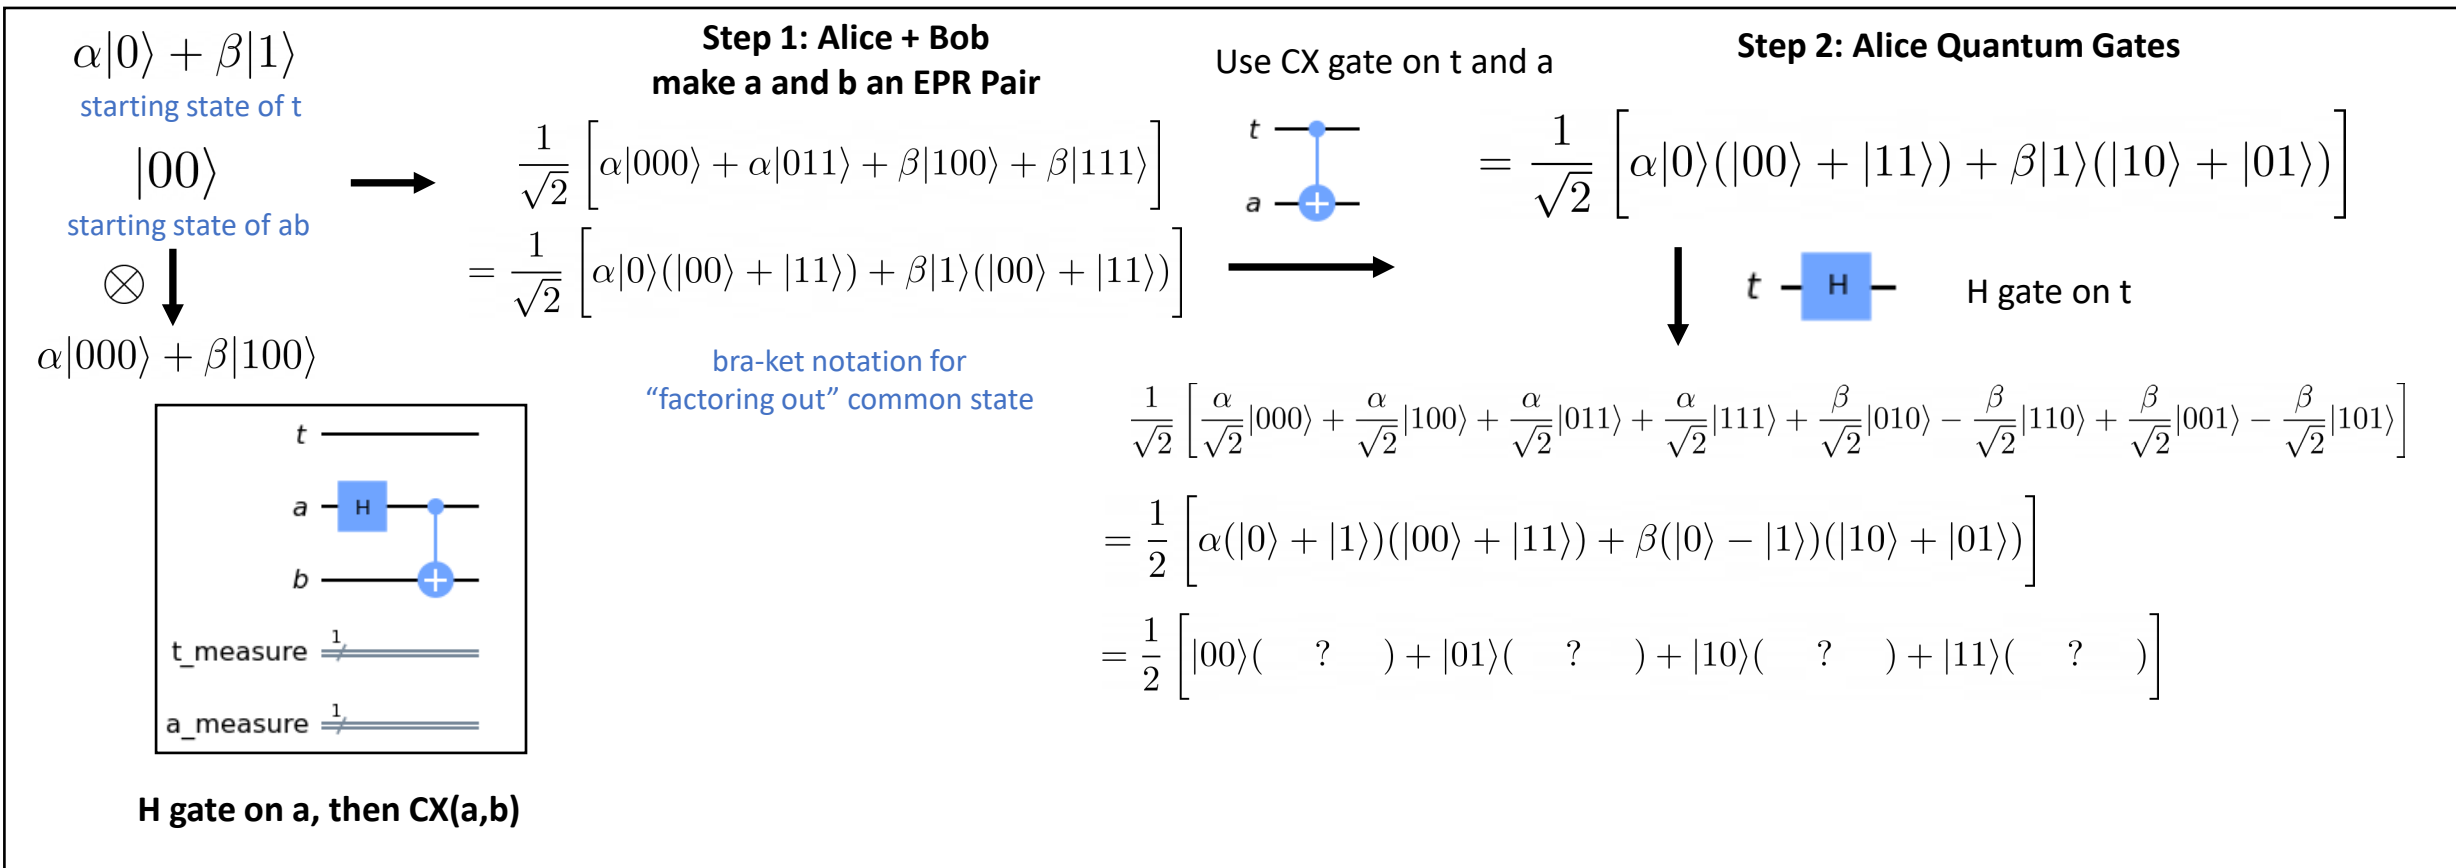 α|0⟩ + β|1⟩
starting state of t
|00⟩
starting state of ab
⊗
α|000⟩ + β|100⟩
t
a H
b
t_measure 1
a_measure 1
H gate on a, then CX(a,b)
Step 1: Alice + Bob
make a and b an EPR Pair
1/√2 [α|000⟩ + α|011⟩ + β|100⟩ + β|111⟩]
= 1/√2 [α|0⟩(|00⟩ + |11⟩) + β|1⟩(|00⟩ + |11⟩)]
bra-ket notation for
“factoring out” common state
Use CX gate on t and a
t
a
Step 2: Alice Quantum Gates
= 1/√2 [α|0⟩(|00⟩ + |11⟩) + β|1⟩(|10⟩ + |01⟩)]
t H H gate on t
1/√2 [α/√2|000⟩ + α/√2|100⟩ + α/√2|011⟩ + α/√2|111⟩ + β/√2|010⟩ − β/√2|110⟩ + β/√2|001⟩ − β/√2|101⟩]
= 1/2 [α(|0⟩ + |1⟩)(|00⟩ + |11⟩) + β(|0⟩ − |1⟩)(|10⟩ + |01⟩)]
= 1/2 [|00⟩( ? ) + |01⟩( ? ) + |10⟩( ? ) + |11⟩( ? )]